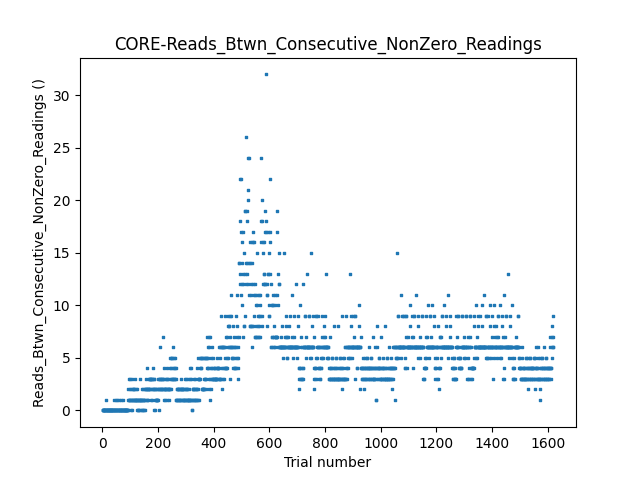 CORE-Reads_Btwn_Consecutive_NonZero_Readings
Reads_Btwn_Consecutive_NonZero_Readings ()
30
25
20
15
10
5
0
0 200 400 600 800 1000 1200 1400 1600
Trial number